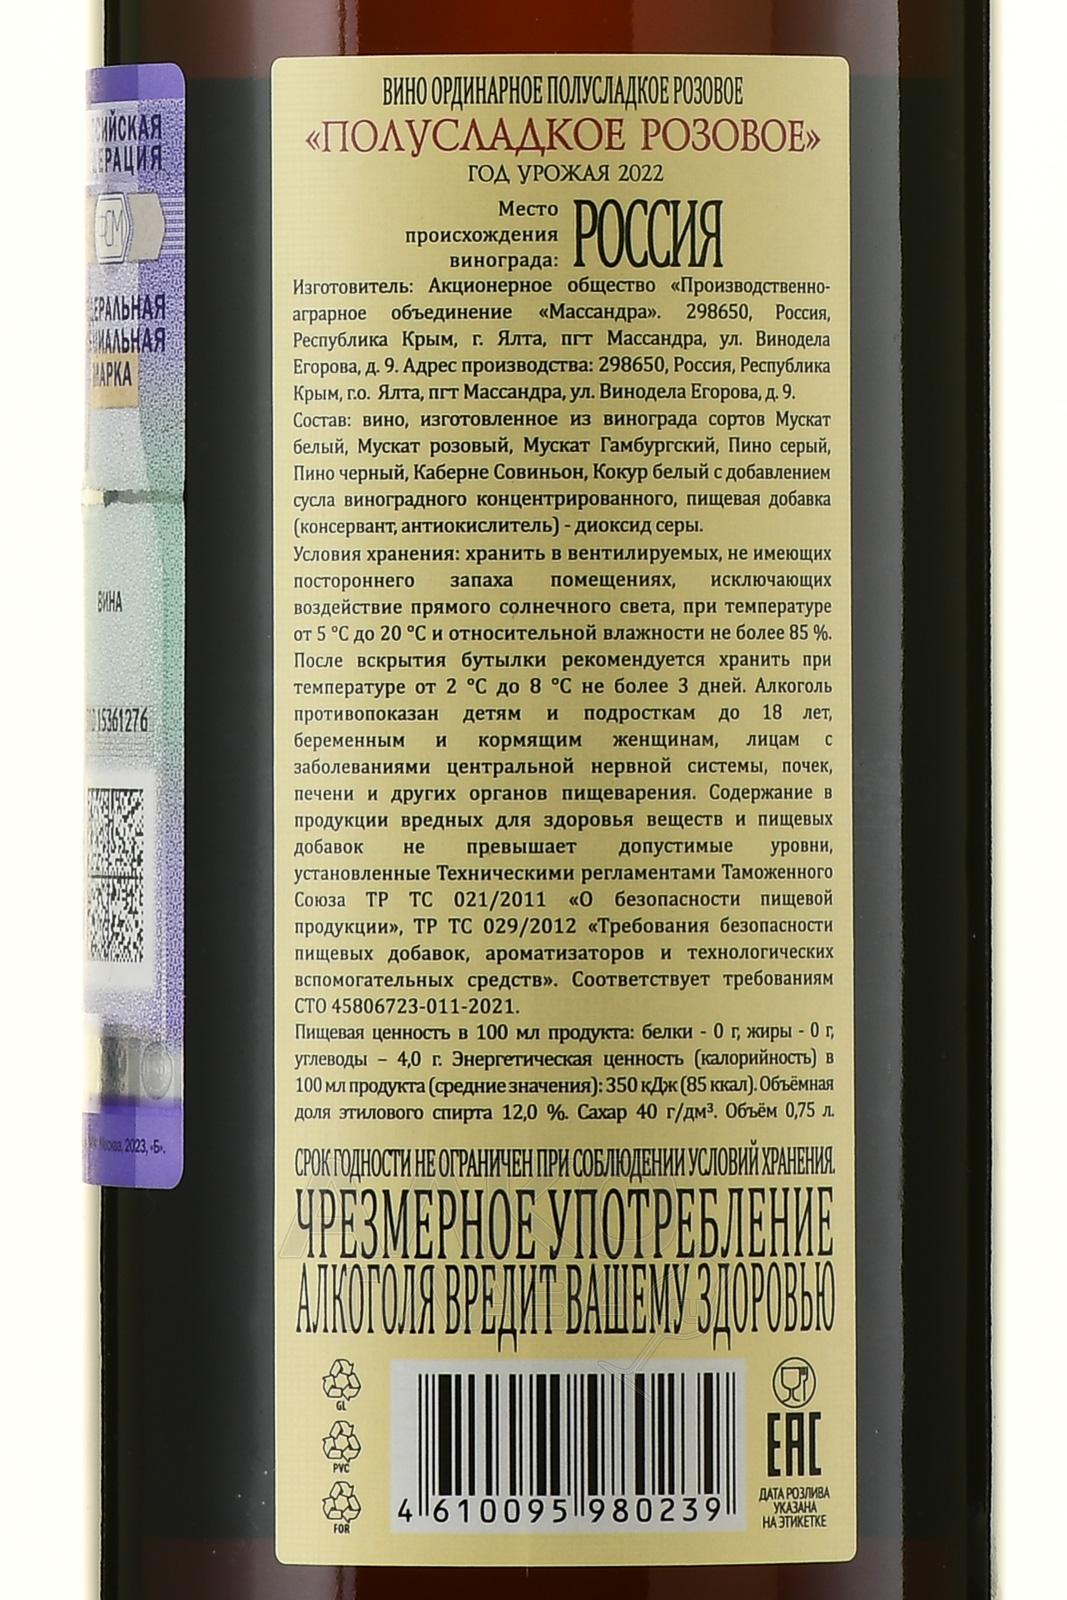 ВИНО ОРДИНАРНОЕ ПОЛУСЛАДКОЕ РОЗОВОЕ
«ПОЛУСЛАДКОЕ РОЗОВОЕ»
ГОД УРОЖАЯ 2022
Место
происхождения
винограда:
РОССИЯ
Изготовитель: Акционерное общество «Производственно-
аграрное объединение «Массандра». 298650, Россия,
Республика Крым, г. Ялта, пгт Массандра, ул. Винодела
Егорова, д. 9. Адрес производства: 298650, Россия, Республика
Крым, г.о. Ялта, пгт Массандра, ул. Винодела Егорова, д. 9.
Состав: вино, изготовленное из винограда сортов Мускат
белый, Мускат розовый, Мускат Гамбургский, Пино серый,
Пино черный, Каберне Совиньон, Кокур белый с добавлением
сусла виноградного концентрированного, пищевая добавка
(консервант, антиокислитель) - диоксид серы.
Условия хранения: хранить в вентилируемых, не имеющих
постороннего запаха помещениях, исключающих
воздействие прямого солнечного света, при температуре
от 5 °С до 20 °С и относительной влажности не более 85 %.
После вскрытия бутылки рекомендуется хранить при
температуре от 2 °С до 8 °С не более 3 дней. Алкоголь
противопоказан детям и подросткам до 18 лет,
беременным и кормящим женщинам, лицам с
заболеваниями центральной нервной системы, почек,
печени и других органов пищеварения. Содержание в
продукции вредных для здоровья веществ и пищевых
добавок не превышает допустимые уровни,
установленные Техническими регламентами Таможенного
Союза ТР ТС 021/2011 «О безопасности пищевой
продукции», ТР ТС 029/2012 «Требования безопасности
пищевых добавок, ароматизаторов и технологических
вспомогательных средств». Соответствует требованиям
СТО 45806723-011-2021.
Пищевая ценность в 100 мл продукта: белки - 0 г, жиры - 0 г,
углеводы – 4,0 г. Энергетическая ценность (калорийность) в
100 мл продукта (средние значения): 350 кДж (85 ккал). Объёмная
доля этилового спирта 12,0 %. Сахар 40 г/дм³. Объём 0,75 л.
СРОК ГОДНОСТИ НЕ ОГРАНИЧЕН ПРИ СОБЛЮДЕНИИ УСЛОВИЙ ХРАНЕНИЯ.
ЧРЕЗМЕРНОЕ УПОТРЕБЛЕНИЕ
АЛКОГОЛЯ ВРЕДИТ ВАШЕМУ ЗДОРОВЬЮ
GL
PVC
FOR
4 610095 980239
EAC
ДАТА РОЗЛИВА
УКАЗАНА
НА ЭТИКЕТКЕ
МАРКА
ВИНА
15361276
Москва, 2023, «Б».